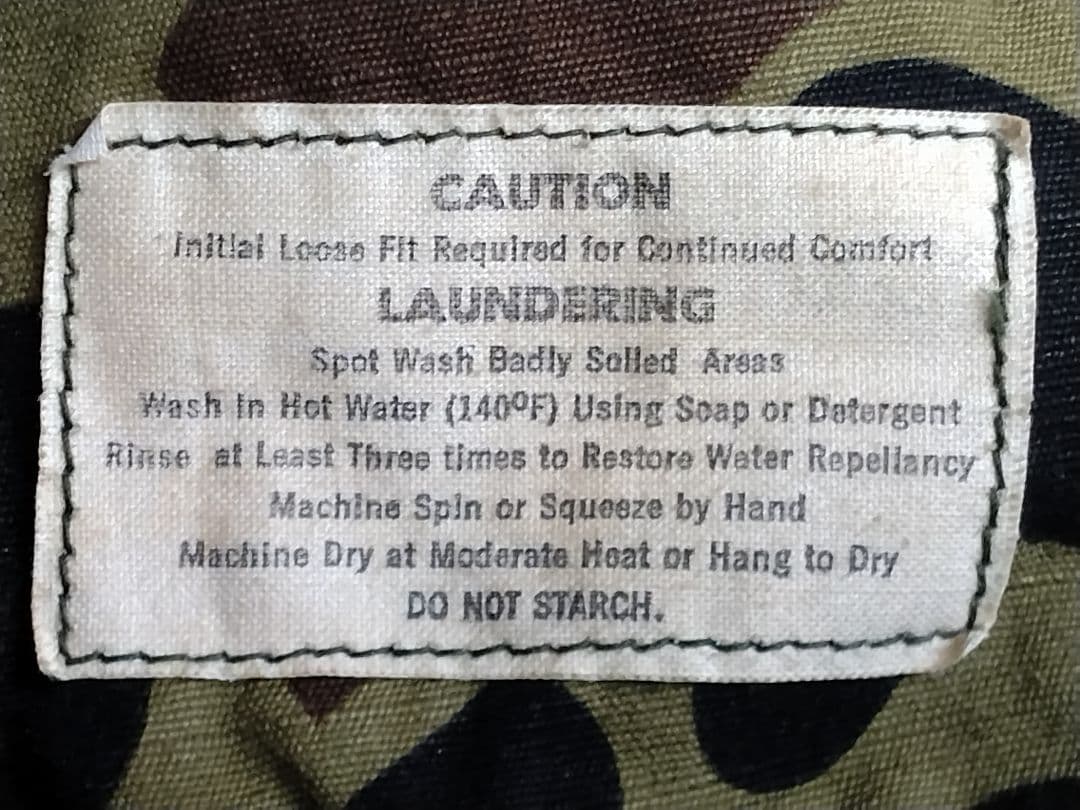 CAUTION
Initial Loose Fit Required for Continued Comfort
LAUNDERING
Spot Wash Badly Soiled Areas
Wash in Hot Water (140ºF) Using Soap or Detergent
Rinse at Least Three times to Restore Water Repellancy
Machine Spin or Squeeze by Hand
Machine Dry at Moderate Heat or Hang to Dry
DO NOT STARCH.